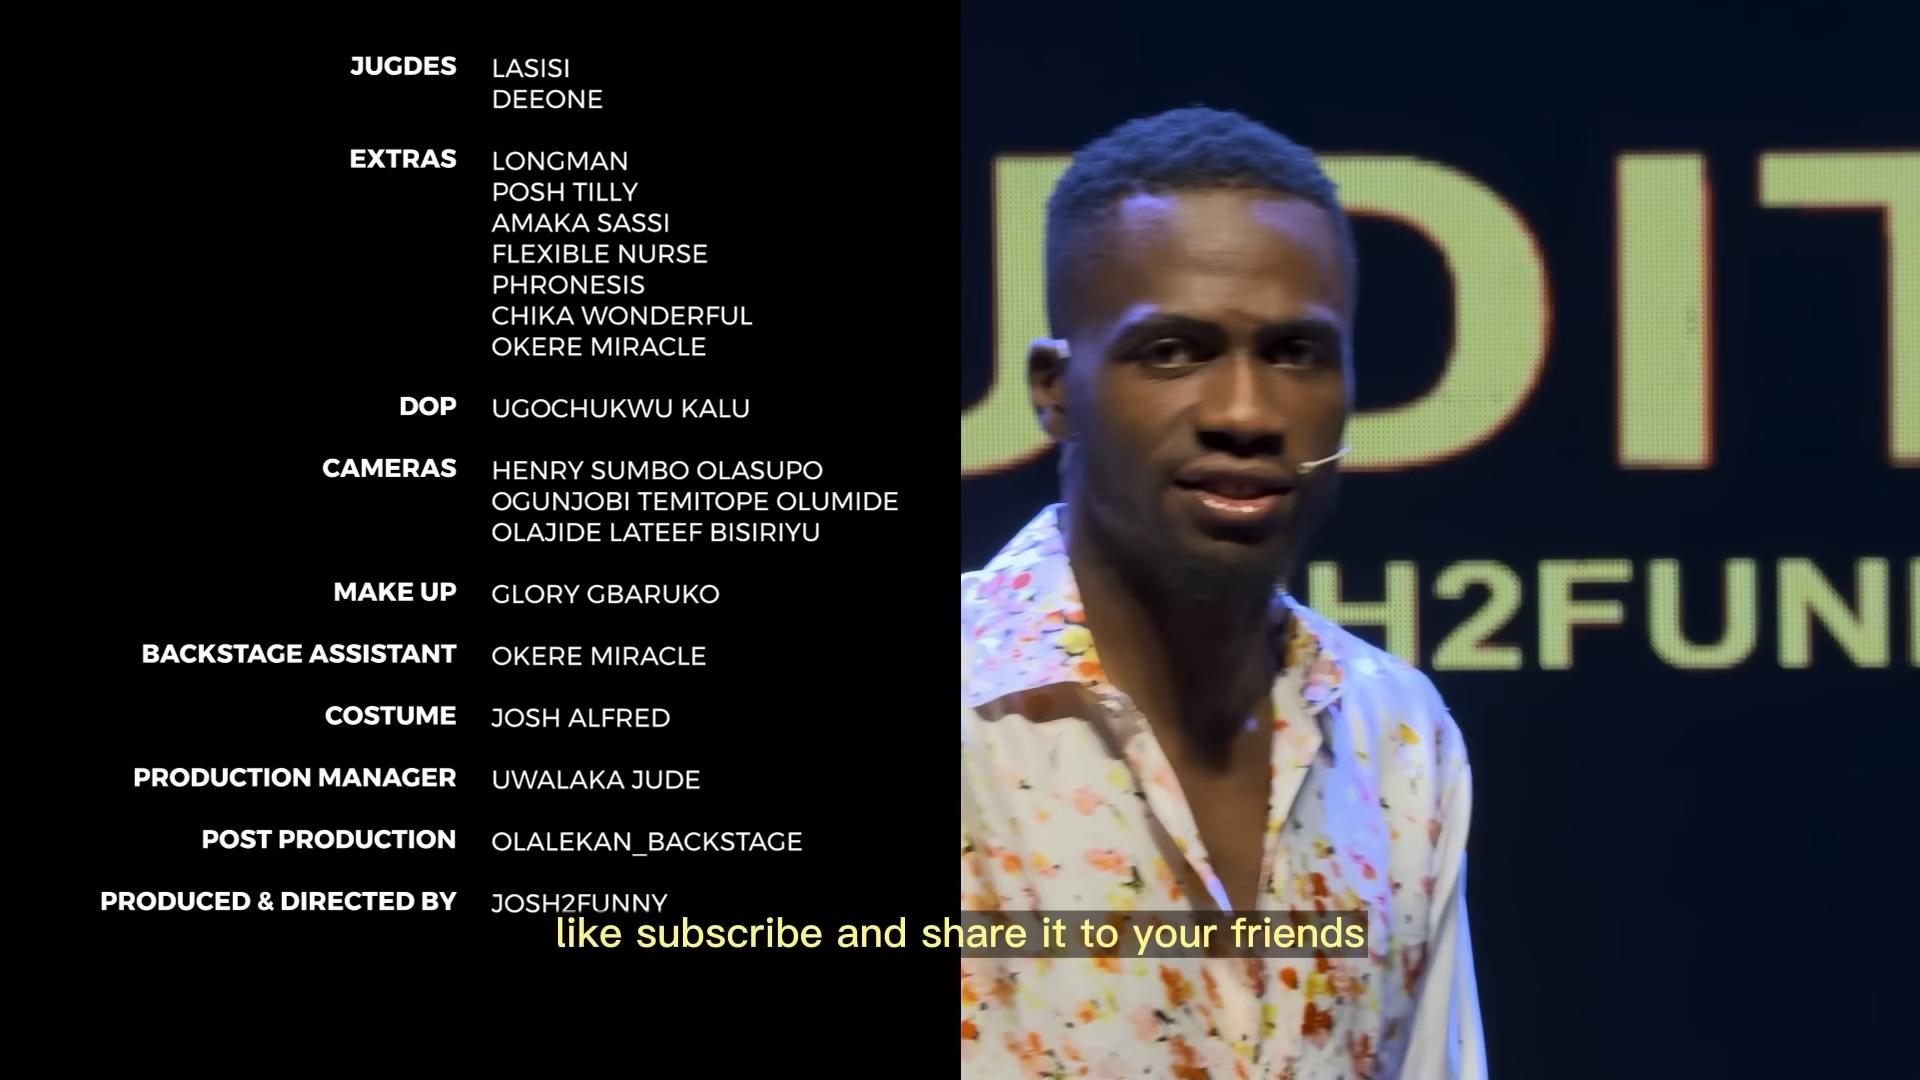 JUGDES LASISI
DEEONE
EXTRAS LONGMAN
POSH TILLY
AMAKA SASSI
FLEXIBLE NURSE
PHRONESIS
CHIKA WONDERFUL
OKERE MIRACLE
DOP UGOCHUKWU KALU
CAMERAS HENRY SUMBO OLASUPO
OGUNJOBI TEMITOPE OLUMIDE
OLAJIDE LATEEF BISIRIYU
MAKE UP GLORY GBARUKO
BACKSTAGE ASSISTANT OKERE MIRACLE
COSTUME JOSH ALFRED
PRODUCTION MANAGER UWALAKA JUDE
POST PRODUCTION OLALEKAN_BACKSTAGE
PRODUCED & DIRECTED BY JOSH2FUNNY
like subscribe and share it to your friends
UDIT
H2FUN